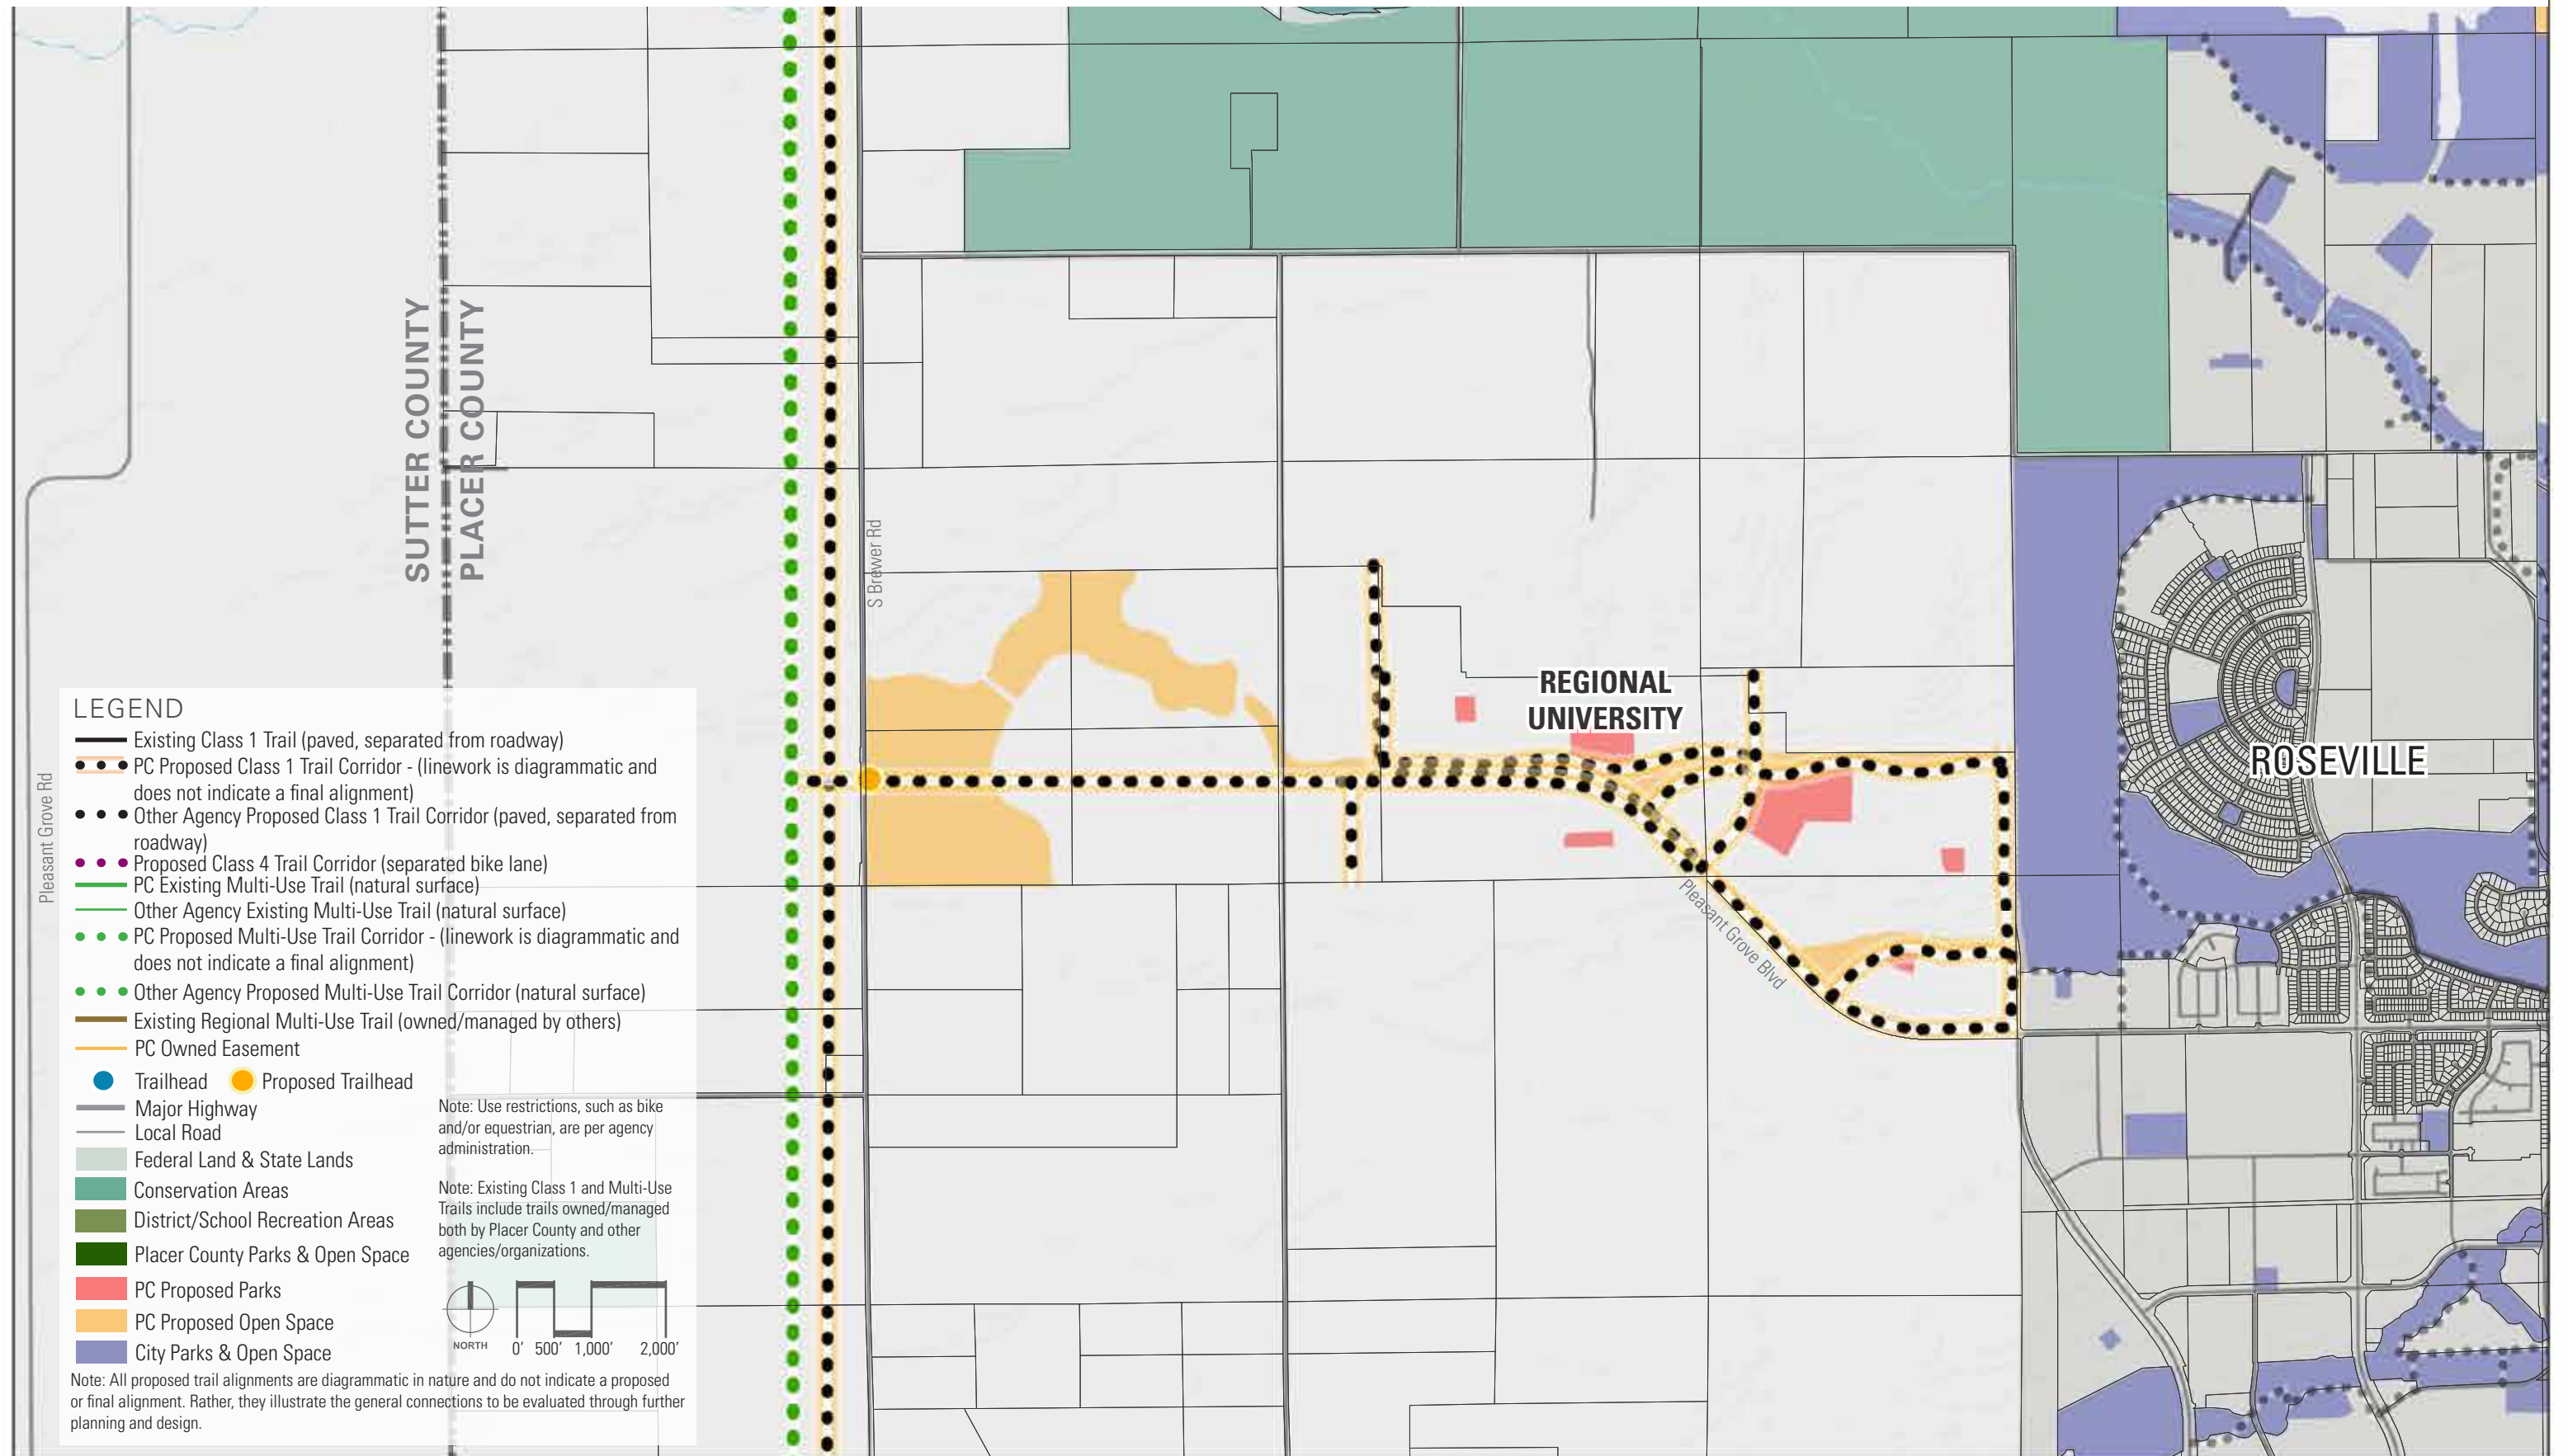 SUTTER COUNTY
PLACER COUNTY
S Brewer Rd
Pleasant Grove Rd
REGIONAL
UNIVERSITY
ROSEVILLE
Pleasant Grove Blvd
LEGEND
Existing Class 1 Trail (paved, separated from roadway)
PC Proposed Class 1 Trail Corridor - (linework is diagrammatic and
does not indicate a final alignment)
Other Agency Proposed Class 1 Trail Corridor (paved, separated from
roadway)
Proposed Class 4 Trail Corridor (separated bike lane)
PC Existing Multi-Use Trail (natural surface)
Other Agency Existing Multi-Use Trail (natural surface)
PC Proposed Multi-Use Trail Corridor - (linework is diagrammatic and
does not indicate a final alignment)
Other Agency Proposed Multi-Use Trail Corridor (natural surface)
Existing Regional Multi-Use Trail (owned/managed by others)
PC Owned Easement
Trailhead Proposed Trailhead
Major Highway
Local Road
Federal Land & State Lands
Conservation Areas
District/School Recreation Areas
Placer County Parks & Open Space
PC Proposed Parks
PC Proposed Open Space
City Parks & Open Space
Note: Use restrictions, such as bike
and/or equestrian, are per agency
administration.
Note: Existing Class 1 and Multi-Use
Trails include trails owned/managed
both by Placer County and other
agencies/organizations.
NORTH
0' 500' 1,000' 2,000'
Note: All proposed trail alignments are diagrammatic in nature and do not indicate a proposed
or final alignment. Rather, they illustrate the general connections to be evaluated through further
planning and design.